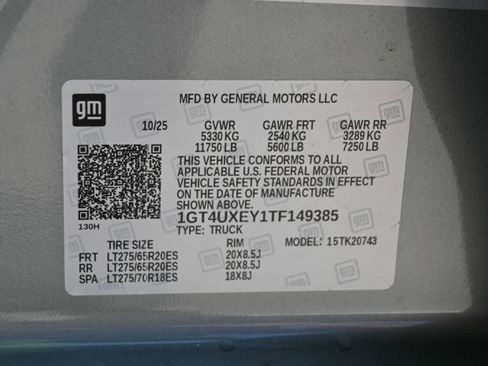 gm
MFD BY GENERAL MOTORS LLC
10/25 GVWR GAWR FRT GAWR RR
5330 KG 2540 KG 3289 KG
11750 LB 5600 LB 7250 LB
THIS VEHICLE CONFORMS TO ALL
APPLICABLE U.S. FEDERAL MOTOR
VEHICLE SAFETY STANDARDS IN EFFECT
ON THE DATE OF MANUFACTURE
SHOWN ABOVE.
1GT4UXEY1TF149385
130H TYPE: TRUCK
TIRE SIZE RIM MODEL: 15TK20743
FRT LT275/65R20ES 20X8.5J
RR LT275/65R20ES 20X8.5J
SPA LT275/70R18ES 18X8J